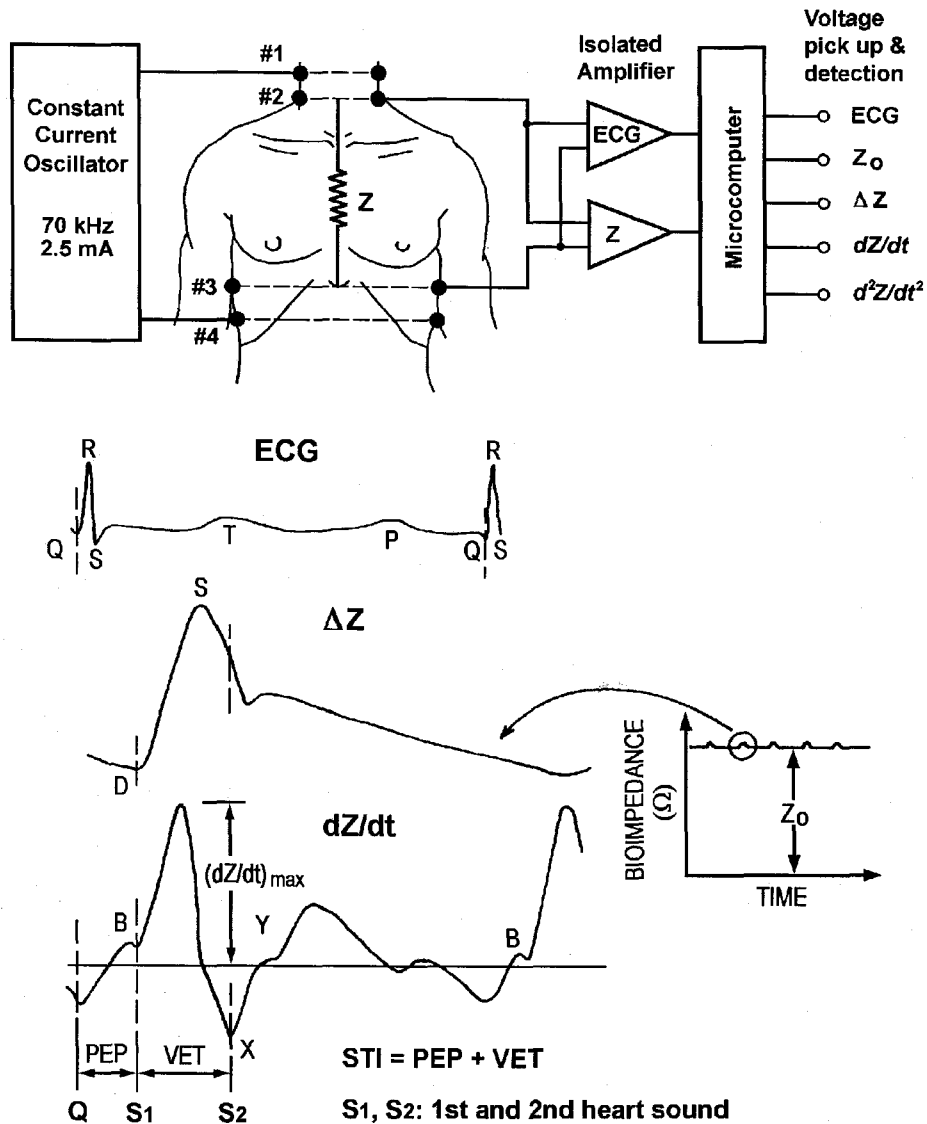 Voltage
pick up &
detection
Isolated
Amplifier
#1
#2
Constant
Current
Oscillator
70 kHz
2.5 mA
Z
#3
#4
ECG
Z
Microcomputer
ECG
Zo
ΔZ
dZ/dt
d²Z/dt²
ECG
R
R
Q
S
T
P
Q
S
ΔZ
S
D
BIOIMPEDANCE
(Ω)
Zo
TIME
dZ/dt
(dZ/dt)max
B
Y
B
X
PEP
VET
STI = PEP + VET
Q
S1
S2
S1, S2: 1st and 2nd heart sound